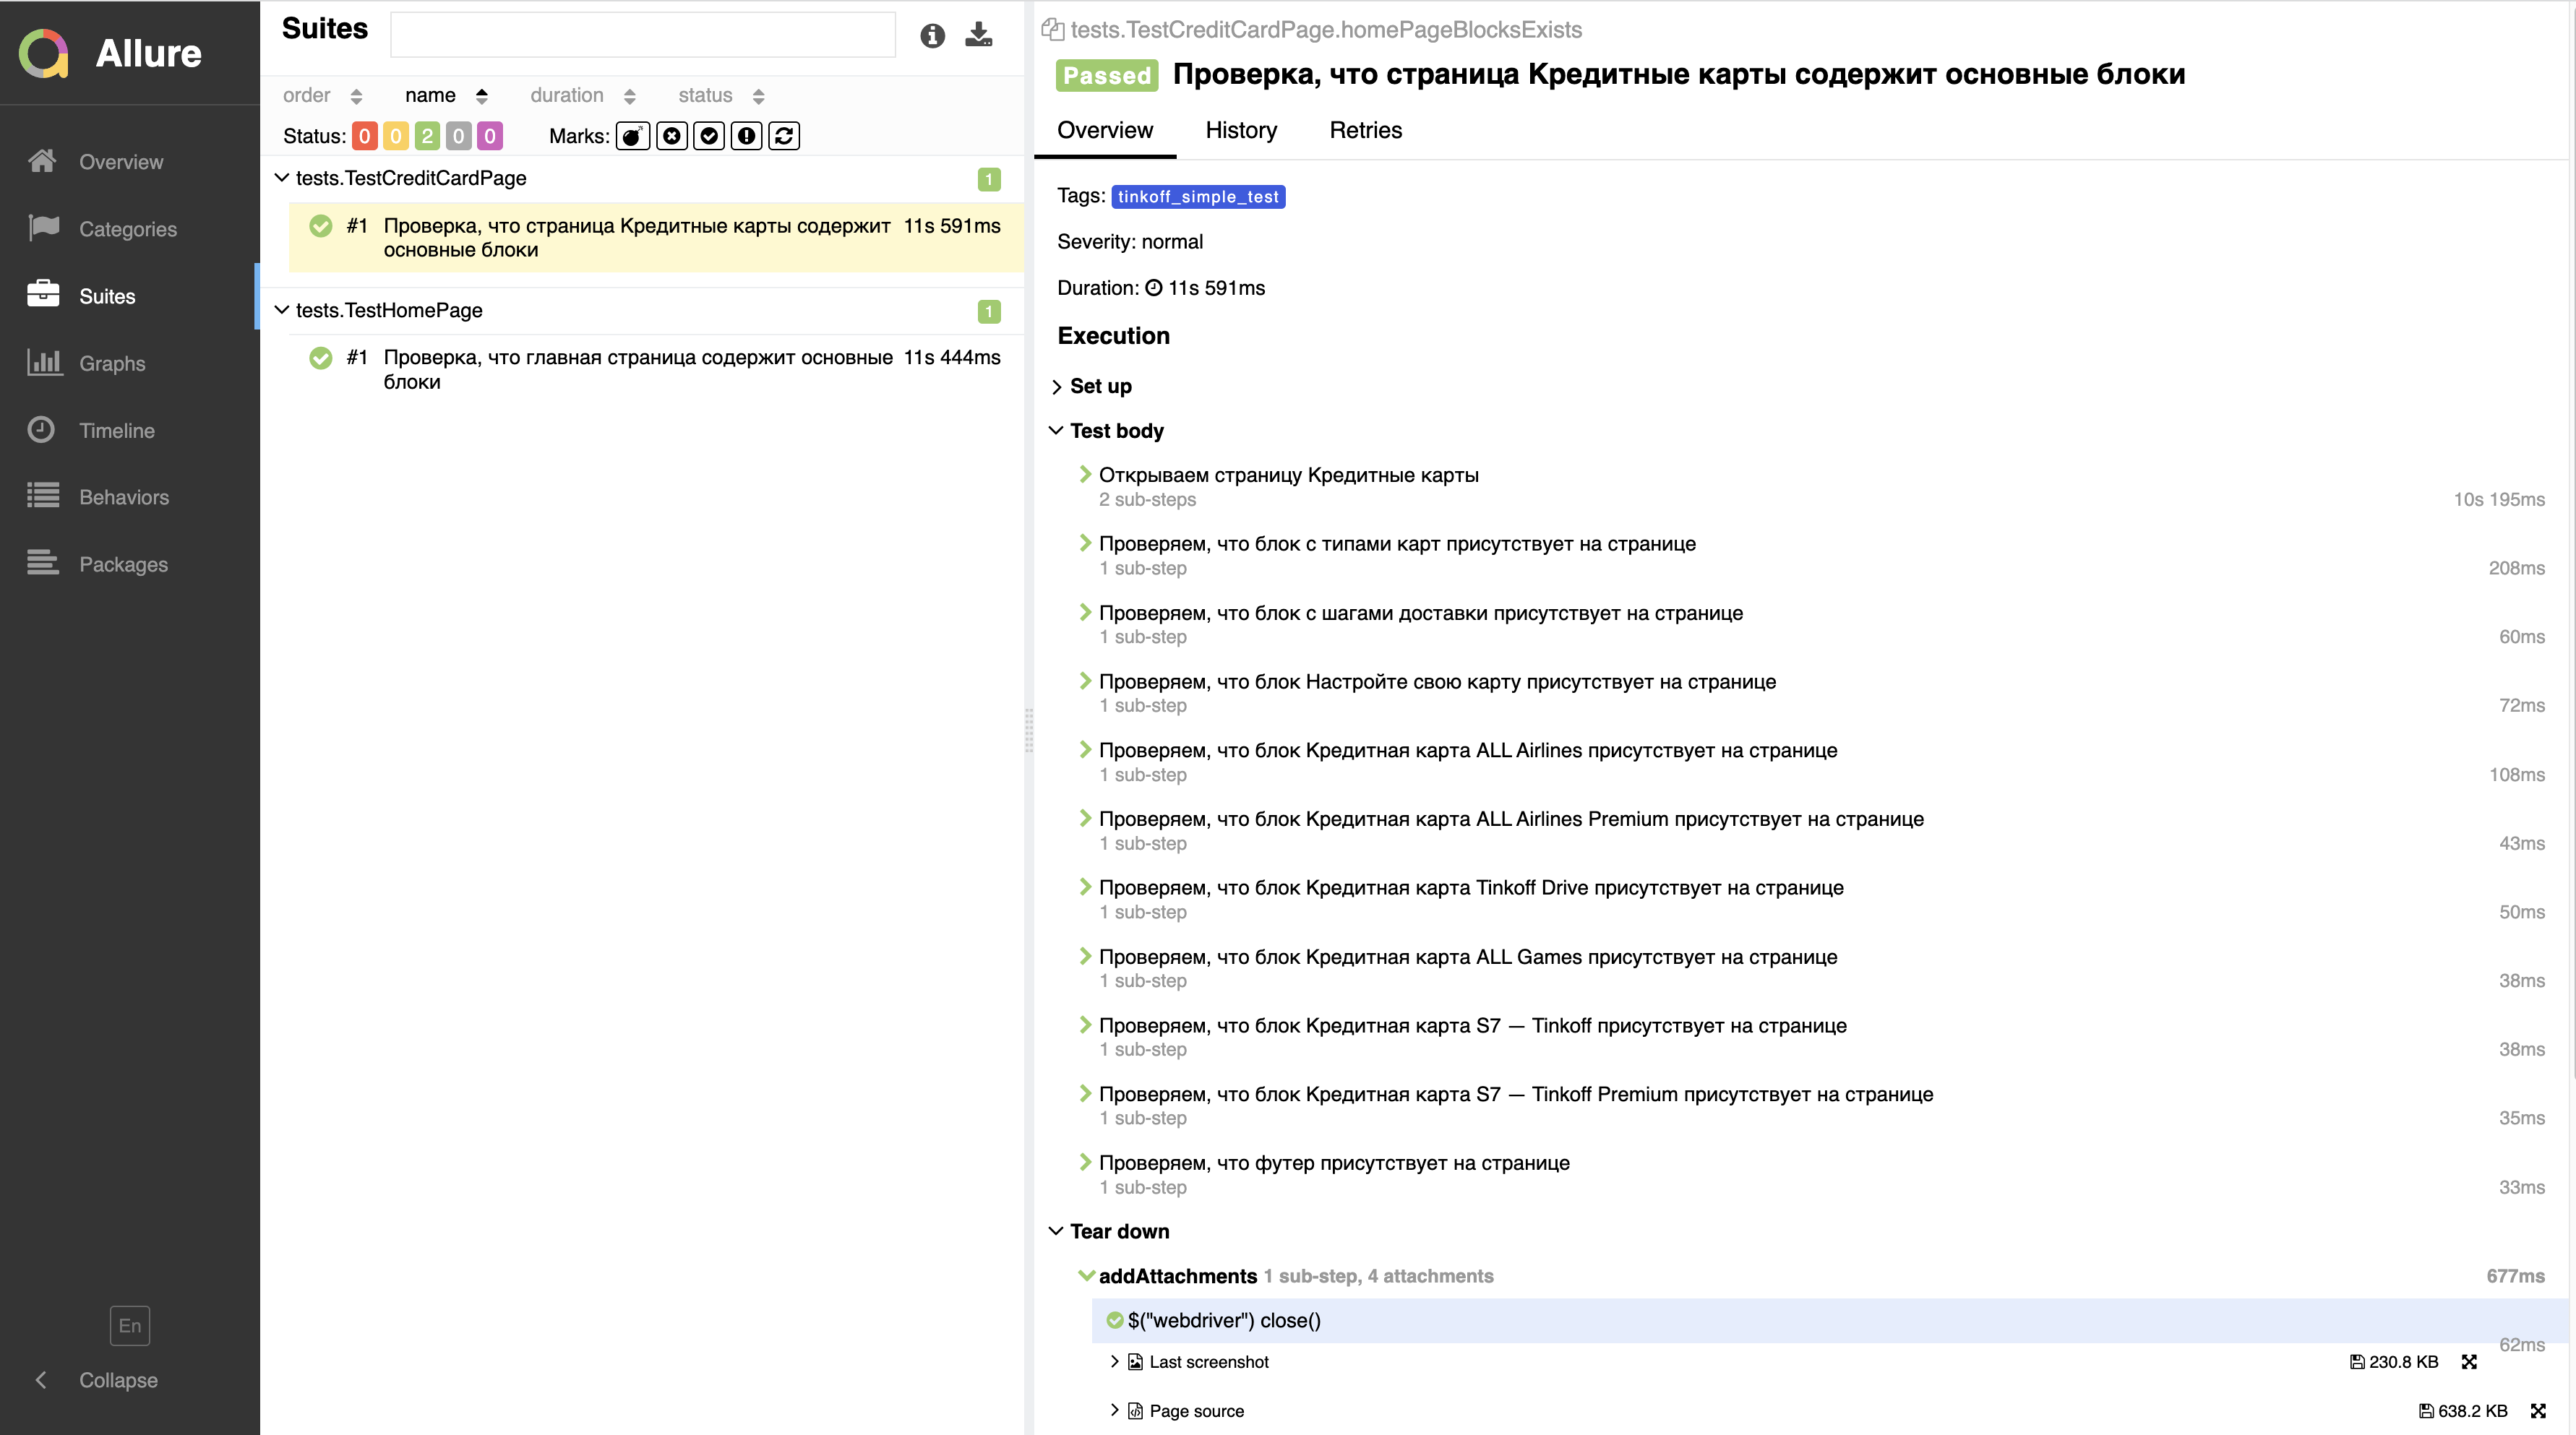 Allure
Overview
Categories
Suites
Graphs
Timeline
Behaviors
Packages
En
Collapse
Suites
order name duration status
Status: 0 0 2 0 0 Marks:
tests.TestCreditCardPage 1
#1 Проверка, что страница Кредитные карты содержит 11s 591ms
основные блоки
tests.TestHomePage 1
#1 Проверка, что главная страница содержит основные 11s 444ms
блоки
tests.TestCreditCardPage.homePageBlocksExists
Passed Проверка, что страница Кредитные карты содержит основные блоки
Overview History Retries
Tags: tinkoff_simple_test
Severity: normal
Duration: 11s 591ms
Execution
Set up
Test body
Открываем страницу Кредитные карты
2 sub-steps 10s 195ms
Проверяем, что блок с типами карт присутствует на странице
1 sub-step 208ms
Проверяем, что блок с шагами доставки присутствует на странице
1 sub-step 60ms
Проверяем, что блок Настройте свою карту присутствует на странице
1 sub-step 72ms
Проверяем, что блок Кредитная карта ALL Airlines присутствует на странице
1 sub-step 108ms
Проверяем, что блок Кредитная карта ALL Airlines Premium присутствует на странице
1 sub-step 43ms
Проверяем, что блок Кредитная карта Tinkoff Drive присутствует на странице
1 sub-step 50ms
Проверяем, что блок Кредитная карта ALL Games присутствует на странице
1 sub-step 38ms
Проверяем, что блок Кредитная карта S7 — Tinkoff присутствует на странице
1 sub-step 38ms
Проверяем, что блок Кредитная карта S7 — Tinkoff Premium присутствует на странице
1 sub-step 35ms
Проверяем, что футер присутствует на странице
1 sub-step 33ms
Tear down
addAttachments 1 sub-step, 4 attachments 677ms
$("webdriver") close()
62ms
Last screenshot 230.8 KB
Page source 638.2 KB